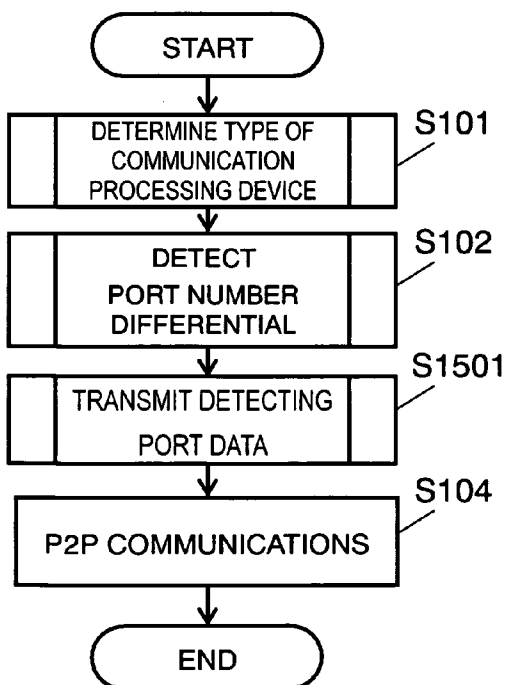 START
DETERMINE TYPE OF
COMMUNICATION
PROCESSING DEVICE
S101
DETECT
PORT NUMBER
DIFFERENTIAL
S102
TRANSMIT DETECTING
PORT DATA
S1501
P2P COMMUNICATIONS
S104
END